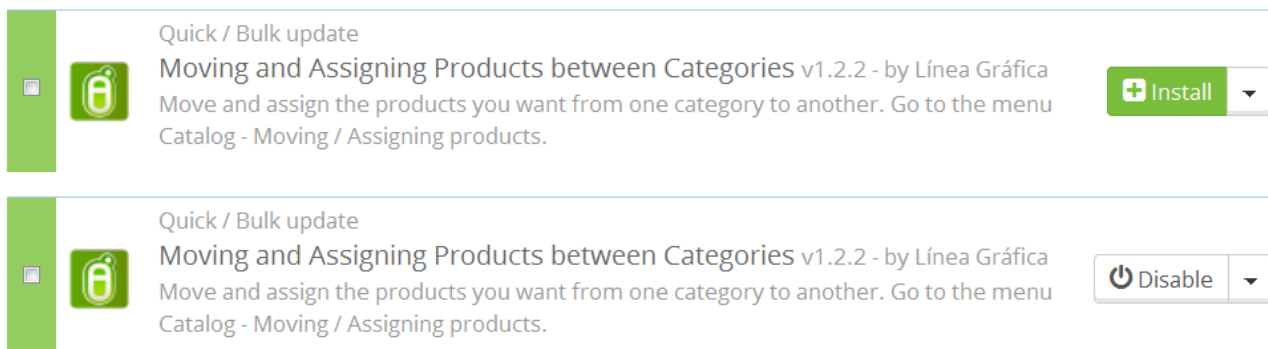 Quick / Bulk update
Moving and Assigning Products between Categories v1.2.2 - by Línea Gráfica
Move and assign the products you want from one category to another. Go to the menu
Catalog - Moving / Assigning products.
Install
Quick / Bulk update
Moving and Assigning Products between Categories v1.2.2 - by Línea Gráfica
Move and assign the products you want from one category to another. Go to the menu
Catalog - Moving / Assigning products.
Disable